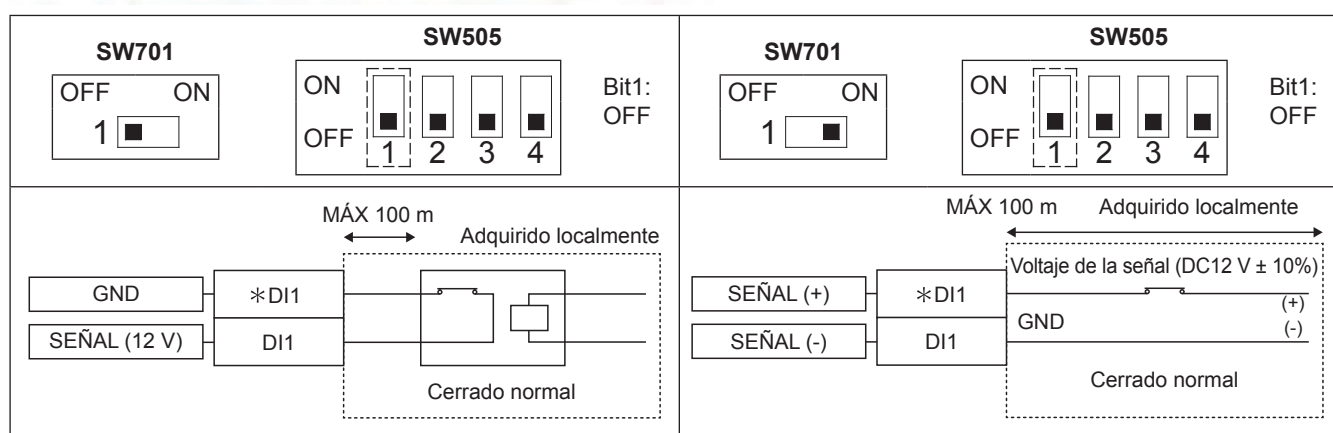 SW701
OFF ON
1
SW505
ON
OFF
1 2 3 4
Bit1:
OFF
SW701
OFF ON
1
SW505
ON
OFF
1 2 3 4
Bit1:
OFF
MÁX 100 m
Adquirido localmente
GND
SEÑAL (12 V)
＊DI1
DI1
Cerrado normal
MÁX 100 m
Adquirido localmente
Voltaje de la señal (DC12 V ± 10%)
SEÑAL (+)
SEÑAL (-)
＊DI1
DI1
GND
(+)
(-)
Cerrado normal